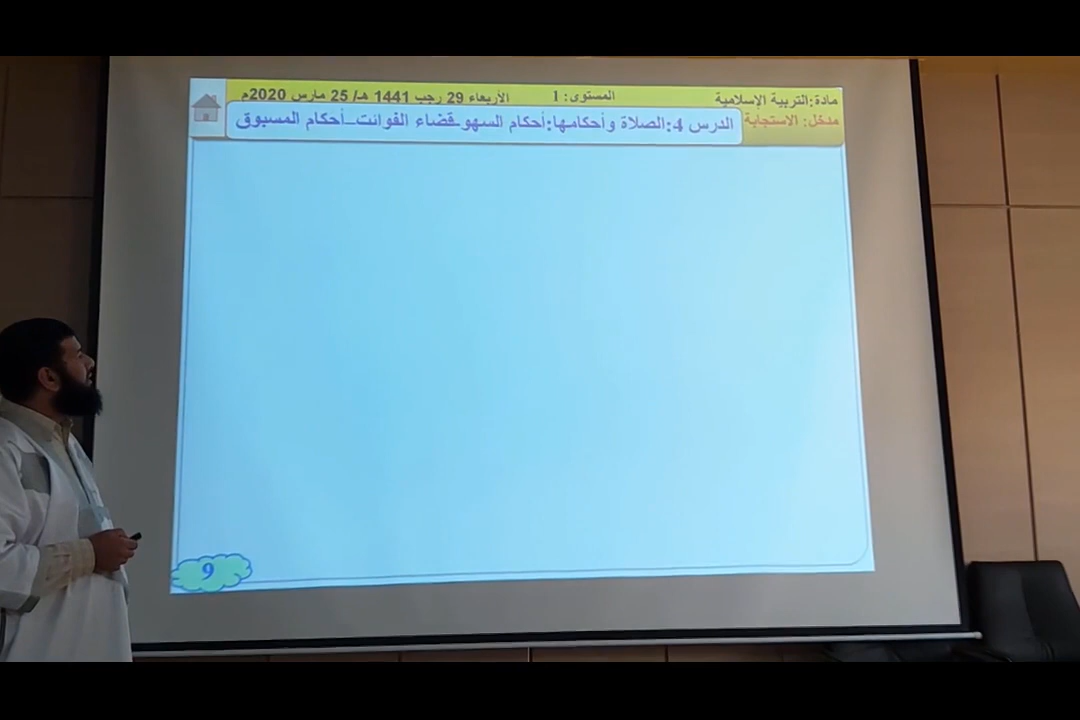 مادة:التربية الإسلامية المستوى: 1 الأربعاء 29 رجب 1441 هـ/ 25 مارس 2020م
مدخل: الاستجابة
الدرس 4:الصلاة وأحكامها:أحكام السهو-قضاء الفوائت-أحكام المسبوق
9